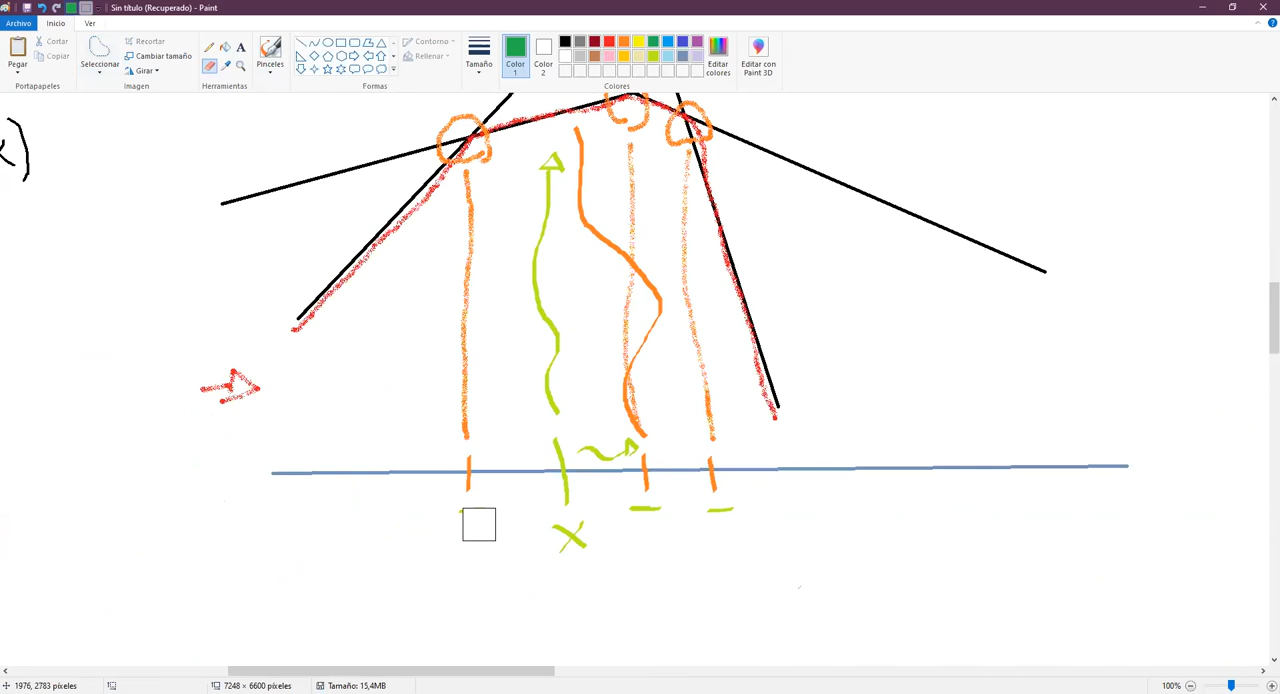 Sin título (Recuperado) - Paint
Archivo Inicio Ver
Pegar
Cortar
Copiar
Portapapeles
Seleccionar
Recortar
Cambiar tamaño
Girar
Imagen
A
Herramientas
Pinceles
Formas
Contorno
Rellenar
Tamaño
Color 1
Color 2
Colores
Editar colores
Editar con Paint 3D
x)
X
1976, 2783 píxeles
7248 × 6600 píxeles
Tamaño: 15,4MB
100%